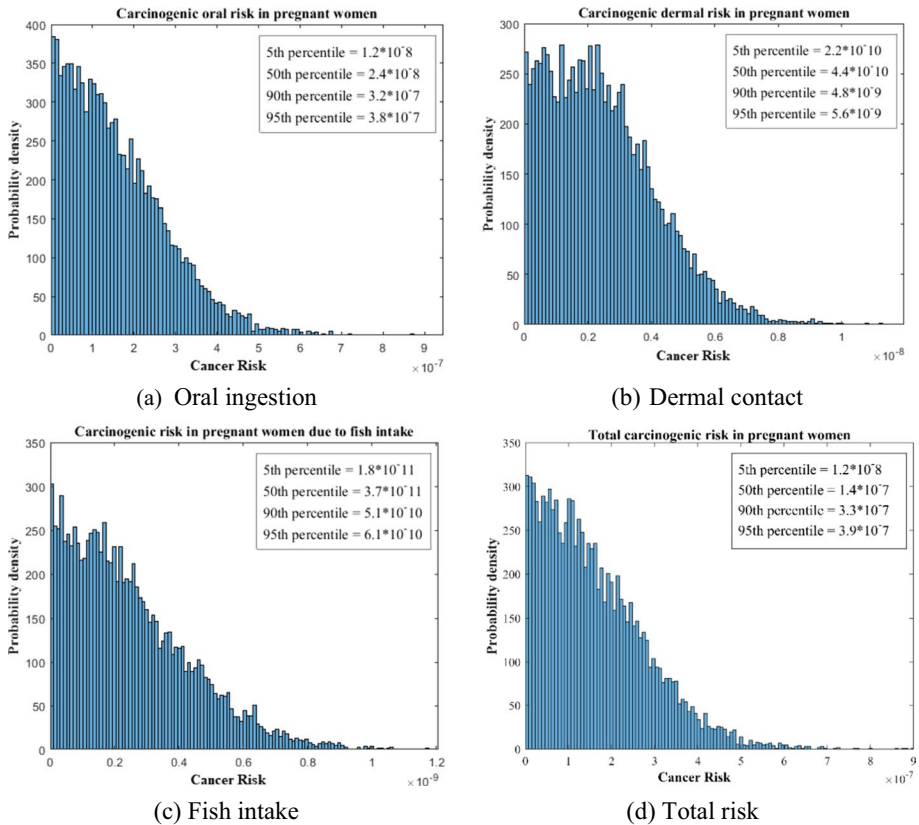 Carcinogenic oral risk in pregnant women
400
350
300
250
200
150
100
50
0
Probability density
5th percentile = 1.2*10^-8
50th percentile = 2.4*10^-8
90th percentile = 3.2*10^-7
95th percentile = 3.8*10^-7
0 1 2 3 4 5 6 7 8 9
Cancer Risk
×10^-7
(a) Oral ingestion
Carcinogenic dermal risk in pregnant women
300
250
200
150
100
50
0
Probability density
5th percentile = 2.2*10^-10
50th percentile = 4.4*10^-10
90th percentile = 4.8*10^-9
95th percentile = 5.6*10^-9
0 0.2 0.4 0.6 0.8 1
Cancer Risk
×10^-8
(b) Dermal contact
Carcinogenic risk in pregnant women due to fish intake
350
300
250
200
150
100
50
0
Probability density
5th percentile = 1.8*10^-11
50th percentile = 3.7*10^-11
90th percentile = 5.1*10^-10
95th percentile = 6.1*10^-10
0 0.2 0.4 0.6 0.8 1 1.2
Cancer Risk
×10^-9
(c) Fish intake
Total carcinogenic risk in pregnant women
350
300
250
200
150
100
50
0
Probability density
5th percentile = 1.2*10^-8
50th percentile = 1.4*10^-7
90th percentile = 3.3*10^-7
95th percentile = 3.9*10^-7
0 1 2 3 4 5 6 7 8 9
Cancer Risk
×10^-7
(d) Total risk